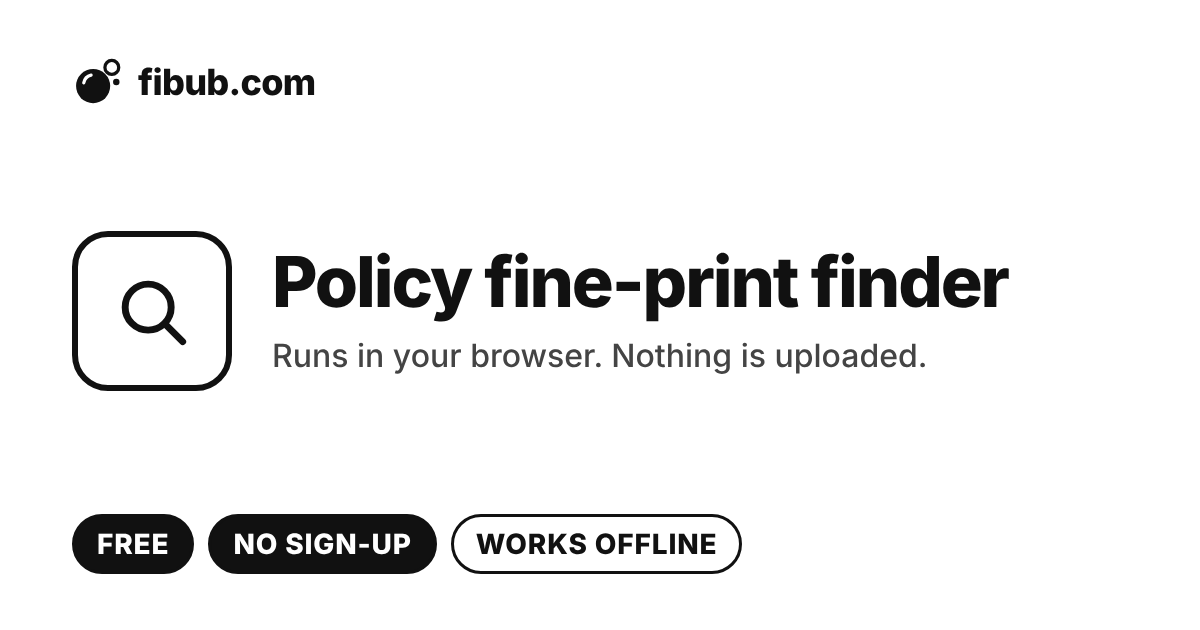 fibub.com
Policy fine-print finder
Runs in your browser. Nothing is uploaded.
FREE
NO SIGN-UP
WORKS OFFLINE